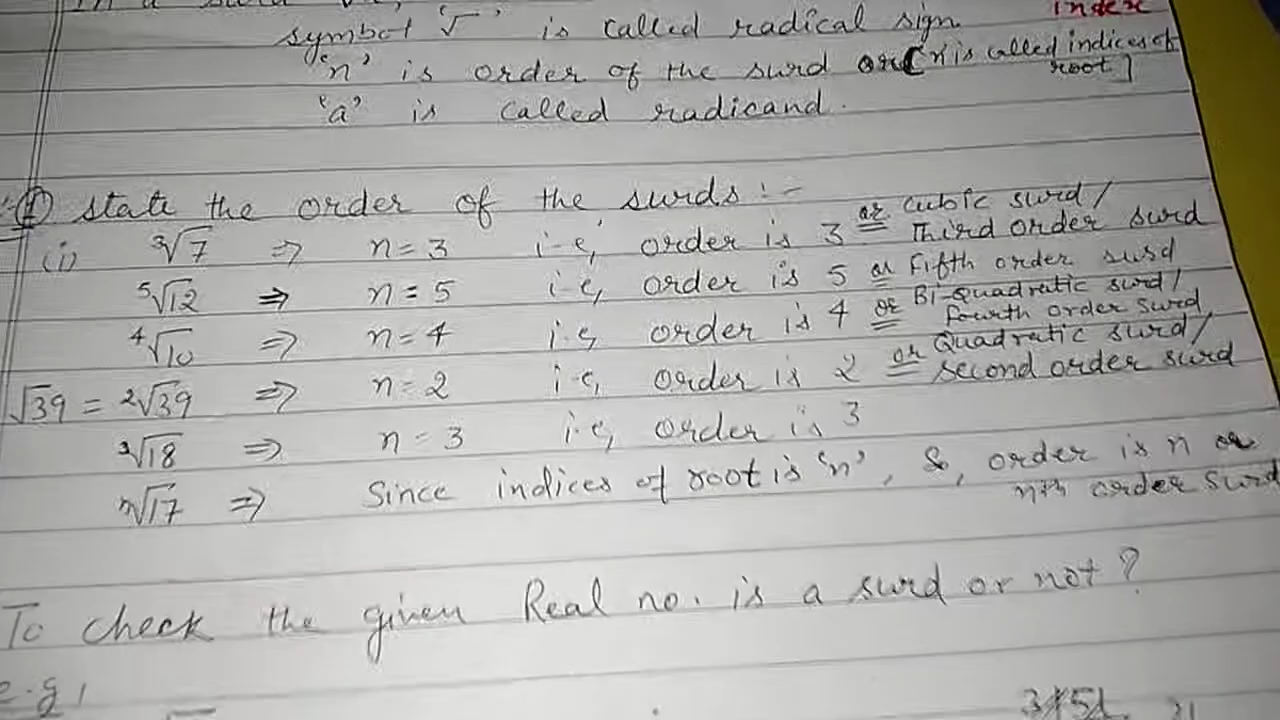 symbol '√' is called radical sign. index
'n' is order of the surd or [n is called indices of root]
'a' is called radicand.
state the order of the surds :-
(i) ³√7 ⇒ n = 3 i-e, order is 3 or Cubic surd / Third order surd
⁵√12 ⇒ n = 5 i-e, order is 5 or Fifth order surd
⁴√10 ⇒ n = 4 i-e, order is 4 or Bi-Quadratic surd / fourth order surd
√39 = ²√39 ⇒ n = 2 i-e, order is 2 or Quadratic surd / second order surd
³√18 ⇒ n = 3 i-e, order is 3
ⁿ√17 ⇒ Since indices of root is 'n', So, order is n or nth order surd
To check the given Real no. is a surd or not?
e.g,